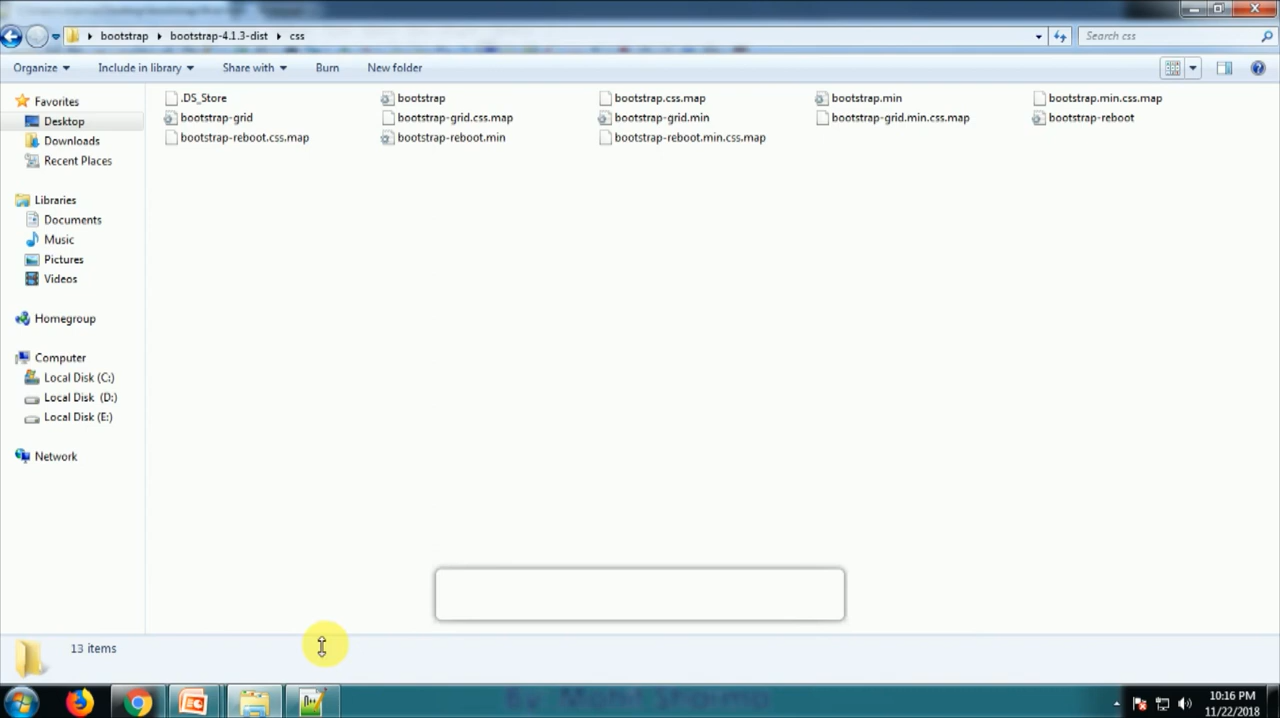 bootstrap bootstrap-4.1.3-dist css
Search css
Organize Include in library Share with Burn New folder
Favorites
Desktop
Downloads
Recent Places
Libraries
Documents
Music
Pictures
Videos
Homegroup
Computer
Local Disk (C:)
Local Disk (D:)
Local Disk (E:)
Network
.DS_Store bootstrap bootstrap.css.map bootstrap.min bootstrap.min.css.map
bootstrap-grid bootstrap-grid.css.map bootstrap-grid.min bootstrap-grid.min.css.map bootstrap-reboot
bootstrap-reboot.css.map bootstrap-reboot.min bootstrap-reboot.min.css.map
13 items
By: Mohit Sharma
10:16 PM
11/22/2018